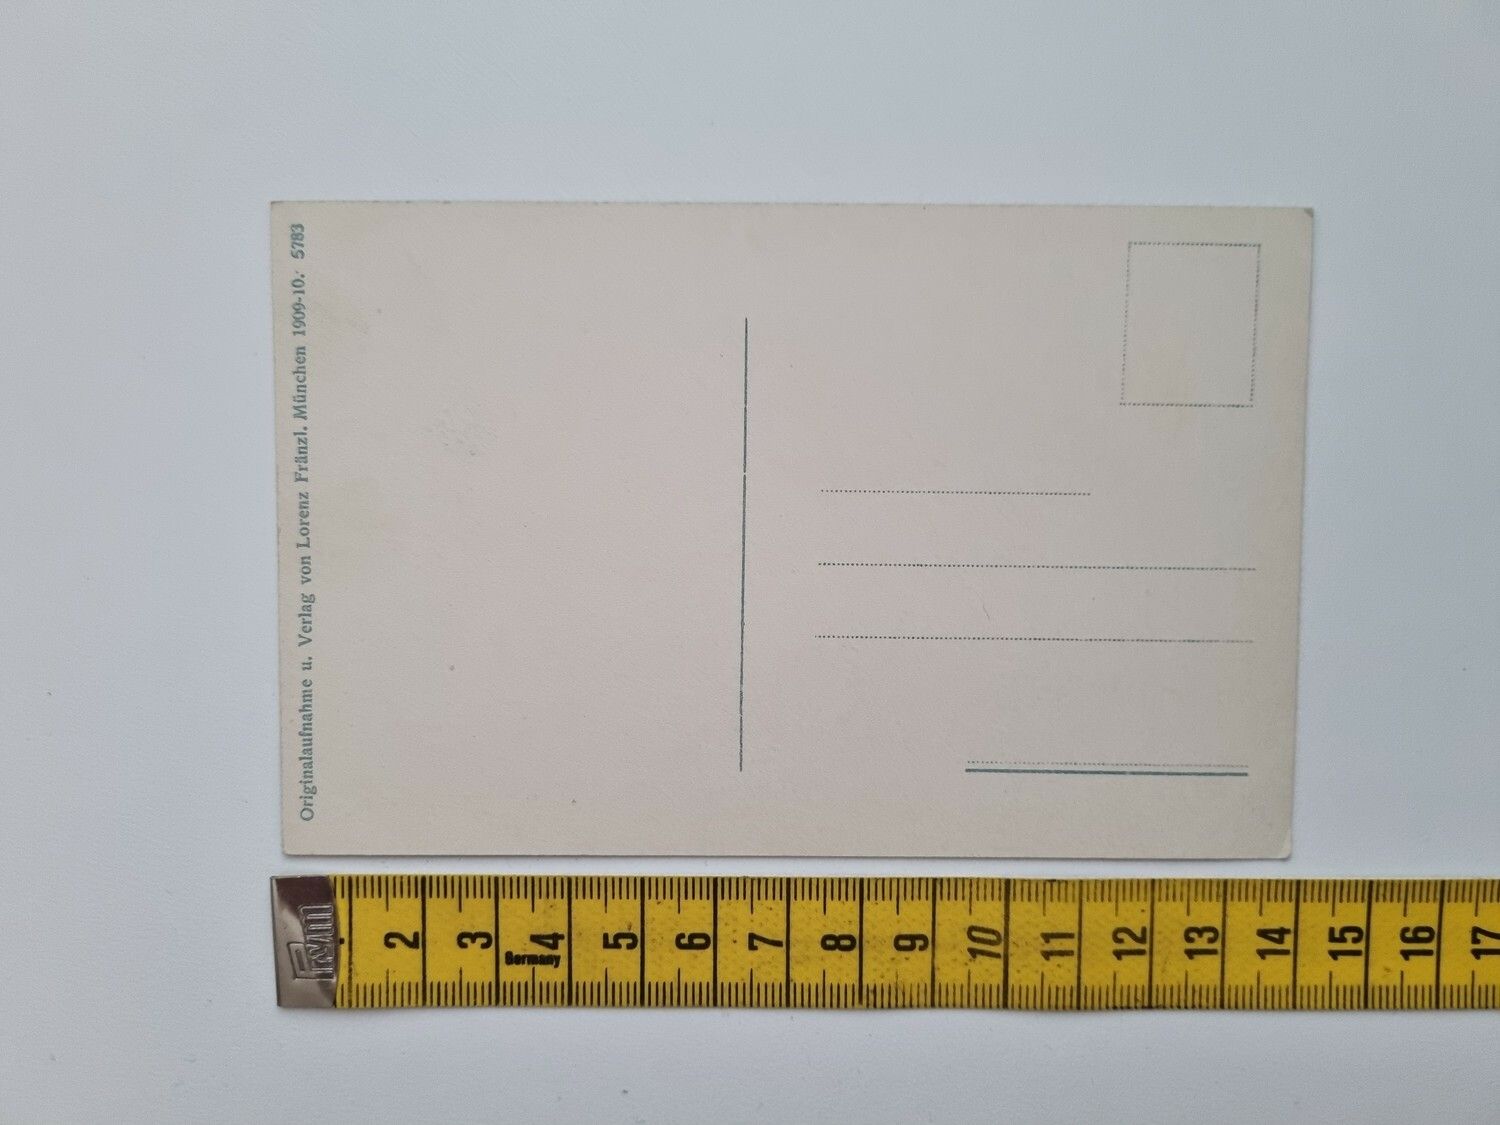 Originalaufnahme u. Verlag von Lorenz Fränzl. München 1909-10. 5783
Prym
Germany
2 3 4 5 6 7 8 9 10 11 12 13 14 15 16 17